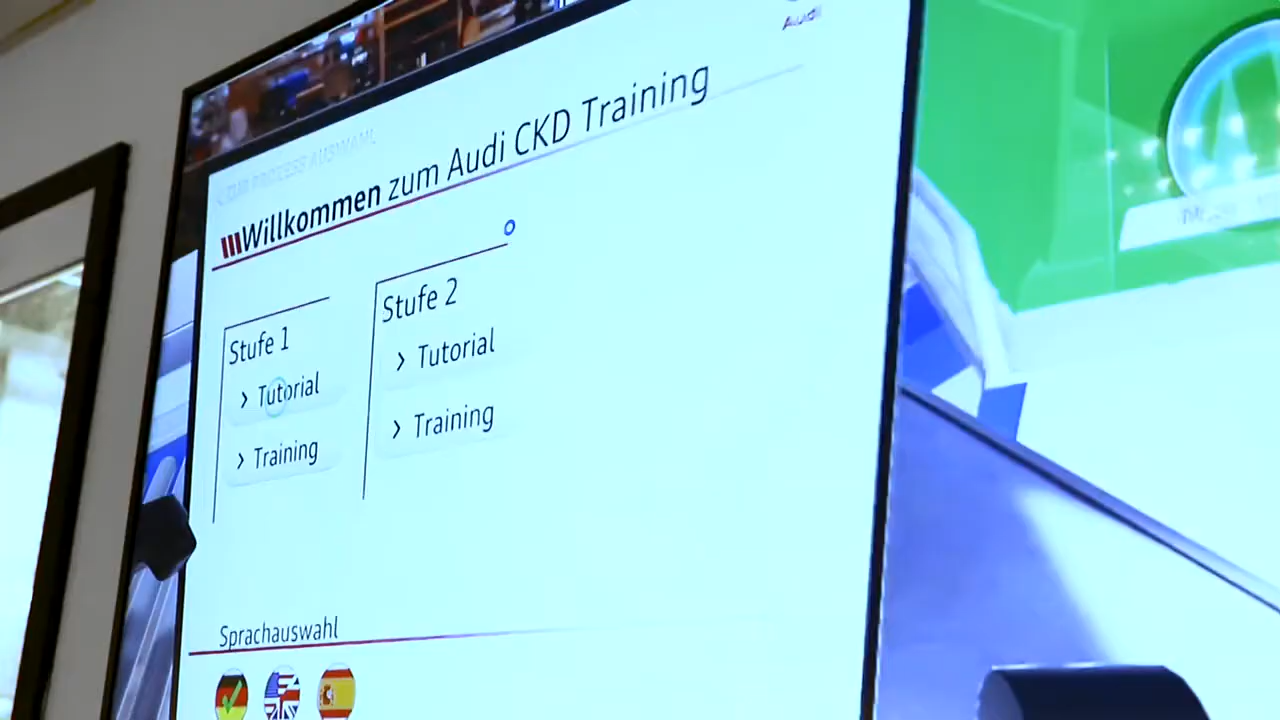 Audi
Willkommen zum Audi CKD Training
Stufe 1
Tutorial
Training
Stufe 2
Tutorial
Training
Sprachauswahl